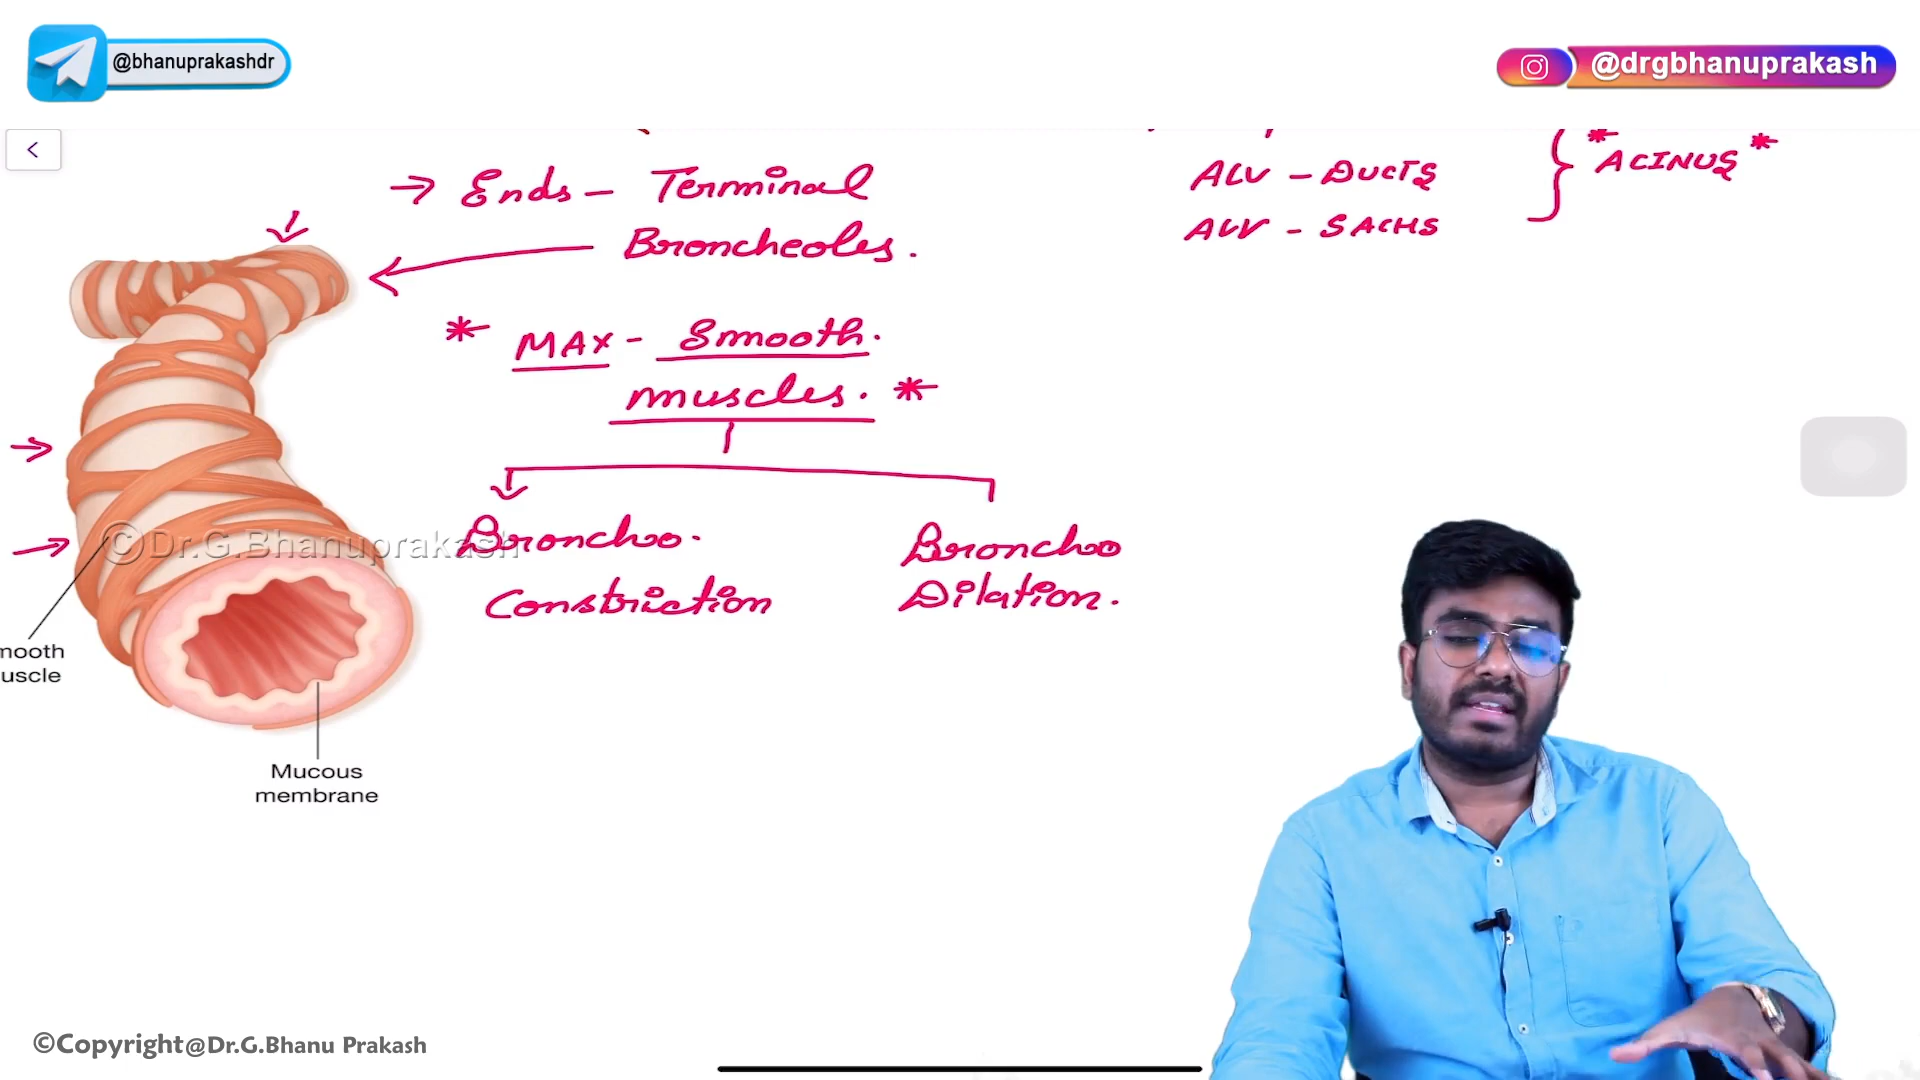 @bhanuprakashdr
@drgbhanuprakash
→ Ends - Terminal
Broncheoles.
* MAX - Smooth.
muscles. *
Broncho.
Constriction
Broncho
Dilation.
ALV - DUCTS
ALV - SACHS
* ACINUS *
©Dr.G.Bhanuprakash
mooth
uscle
Mucous
membrane
©Copyright@Dr.G.Bhanu Prakash